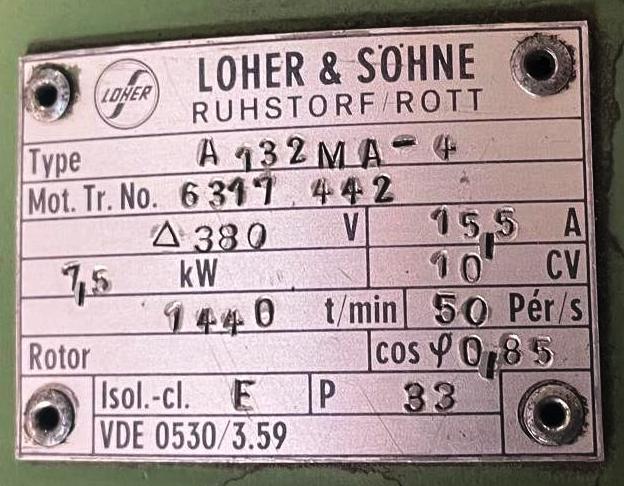 LOHER
LOHER & SÖHNE
RUHSTORF/ROTT
Type A 132MA-4
Mot. Tr. No. 6317 442
△ 380 V 15,5 A
7,5 kW 10 CV
1440 t/min 50 Pér/s
Rotor cos φ 0,85
Isol.-cl. E P 33
VDE 0530/3.59